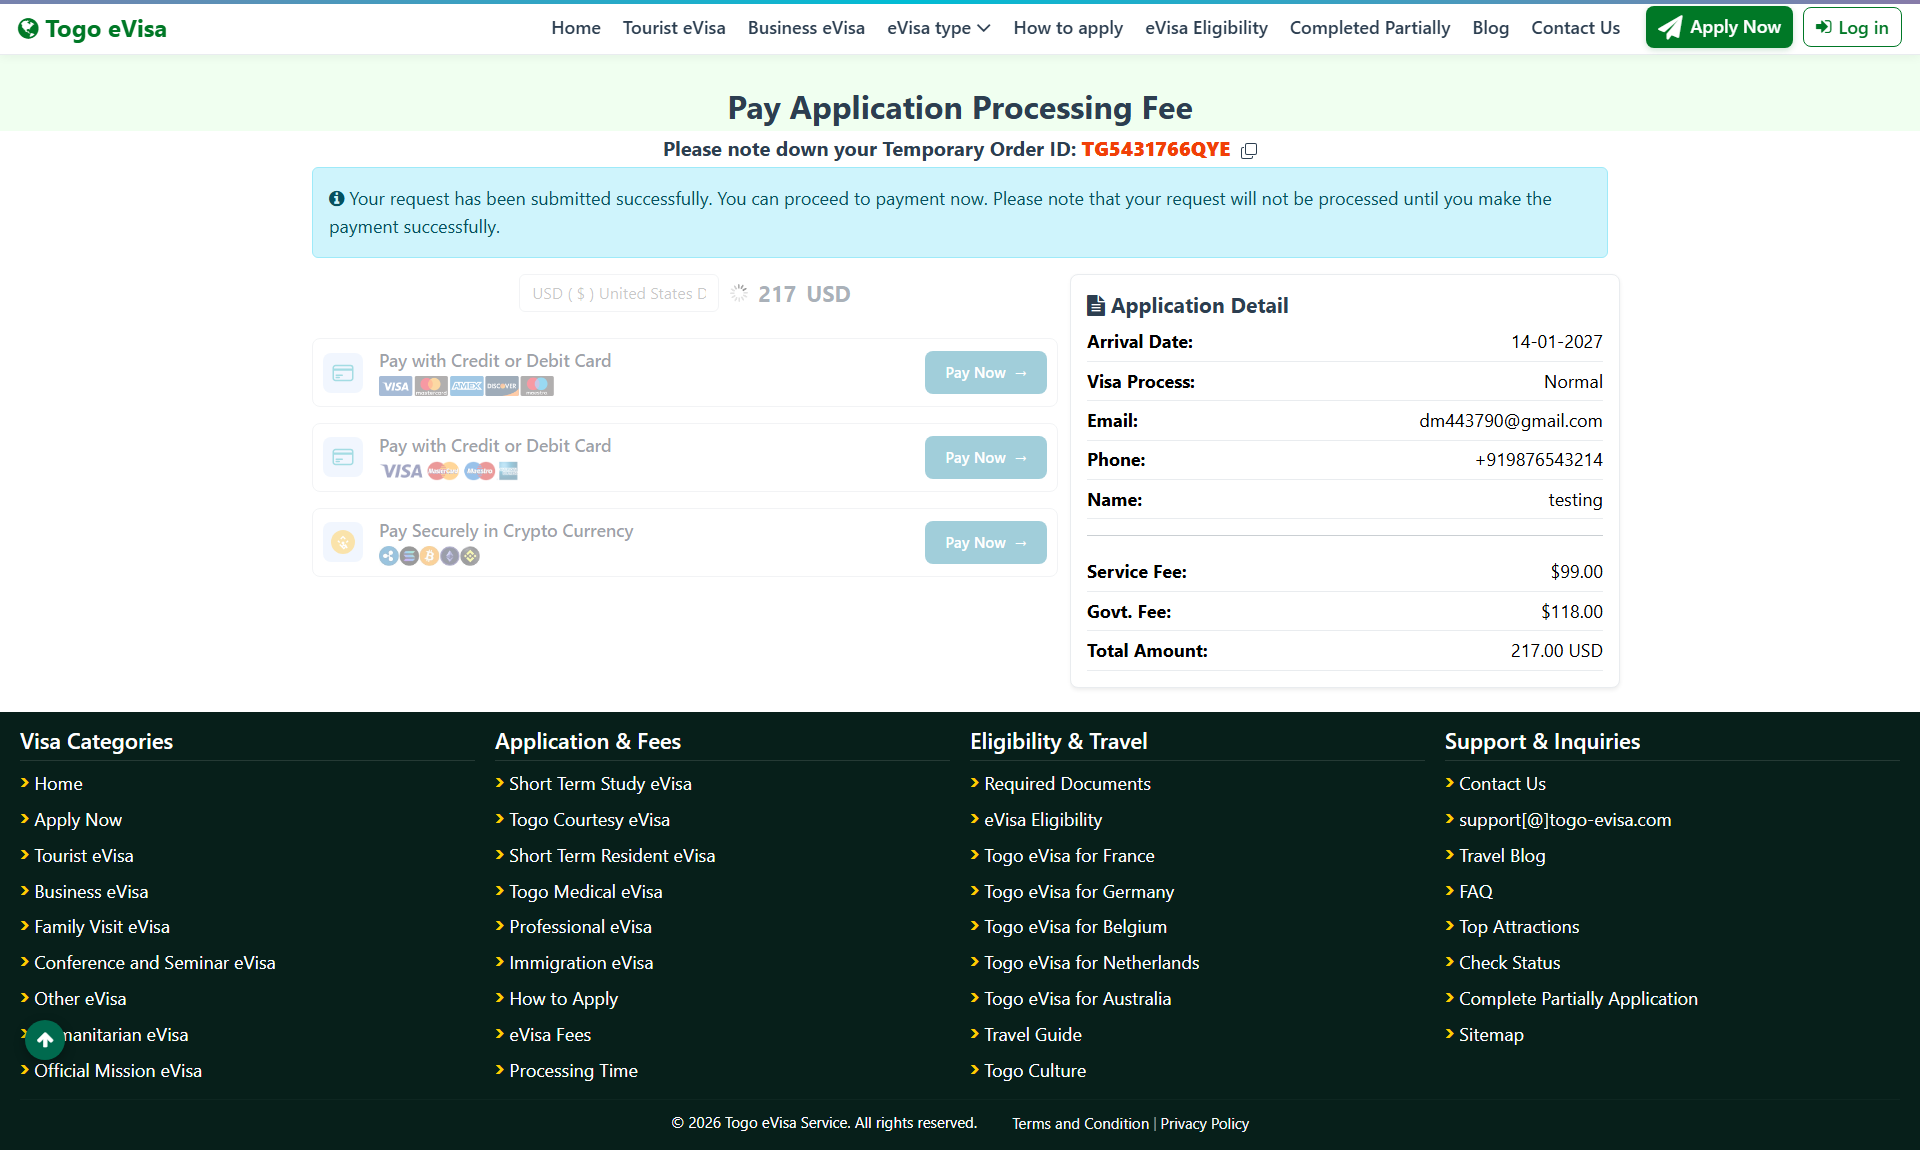 Togo eVisa
Home Tourist eVisa Business eVisa eVisa type How to apply eVisa Eligibility Completed Partially Blog Contact Us Apply Now Log in
Pay Application Processing Fee
Please note down your Temporary Order ID: TG5431766QYE
Your request has been submitted successfully. You can proceed to payment now. Please note that your request will not be processed until you make the
payment successfully.
USD ( $ ) United States D 217 USD
Pay with Credit or Debit Card
VISA mastercard AMEX DISCOVER maestro
Pay Now →
Pay with Credit or Debit Card
VISA MasterCard Maestro
Pay Now →
Pay Securely in Crypto Currency
Pay Now →
Application Detail
Arrival Date: 14-01-2027
Visa Process: Normal
Email: dm443790@gmail.com
Phone: +919876543214
Name: testing
Service Fee: $99.00
Govt. Fee: $118.00
Total Amount: 217.00 USD
Visa Categories
Home
Apply Now
Tourist eVisa
Business eVisa
Family Visit eVisa
Conference and Seminar eVisa
Other eVisa
manitarian eVisa
Official Mission eVisa
Application & Fees
Short Term Study eVisa
Togo Courtesy eVisa
Short Term Resident eVisa
Togo Medical eVisa
Professional eVisa
Immigration eVisa
How to Apply
eVisa Fees
Processing Time
Eligibility & Travel
Required Documents
eVisa Eligibility
Togo eVisa for France
Togo eVisa for Germany
Togo eVisa for Belgium
Togo eVisa for Netherlands
Togo eVisa for Australia
Travel Guide
Togo Culture
Support & Inquiries
Contact Us
support[@]togo-evisa.com
Travel Blog
FAQ
Top Attractions
Check Status
Complete Partially Application
Sitemap
© 2026 Togo eVisa Service. All rights reserved. Terms and Condition | Privacy Policy